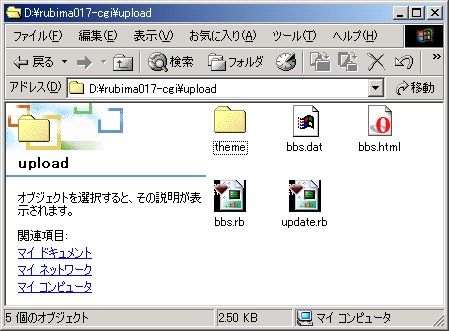 D:¥rubima017-cgi¥upload
ファイル(F) 編集(E) 表示(V) お気に入り(A) ツール(T) ヘルプ(H)
戻る 検索 フォルダ »
アドレス(D) D:¥rubima017-cgi¥upload 移動
upload
オブジェクトを選択すると、その説明が表
示されます。
関連項目:
マイ ドキュメント
マイ ネットワーク
マイ コンピュータ
theme bbs.dat bbs.html
bbs.rb update.rb
5 個のオブジェクト 2.50 KB マイ コンピュータ